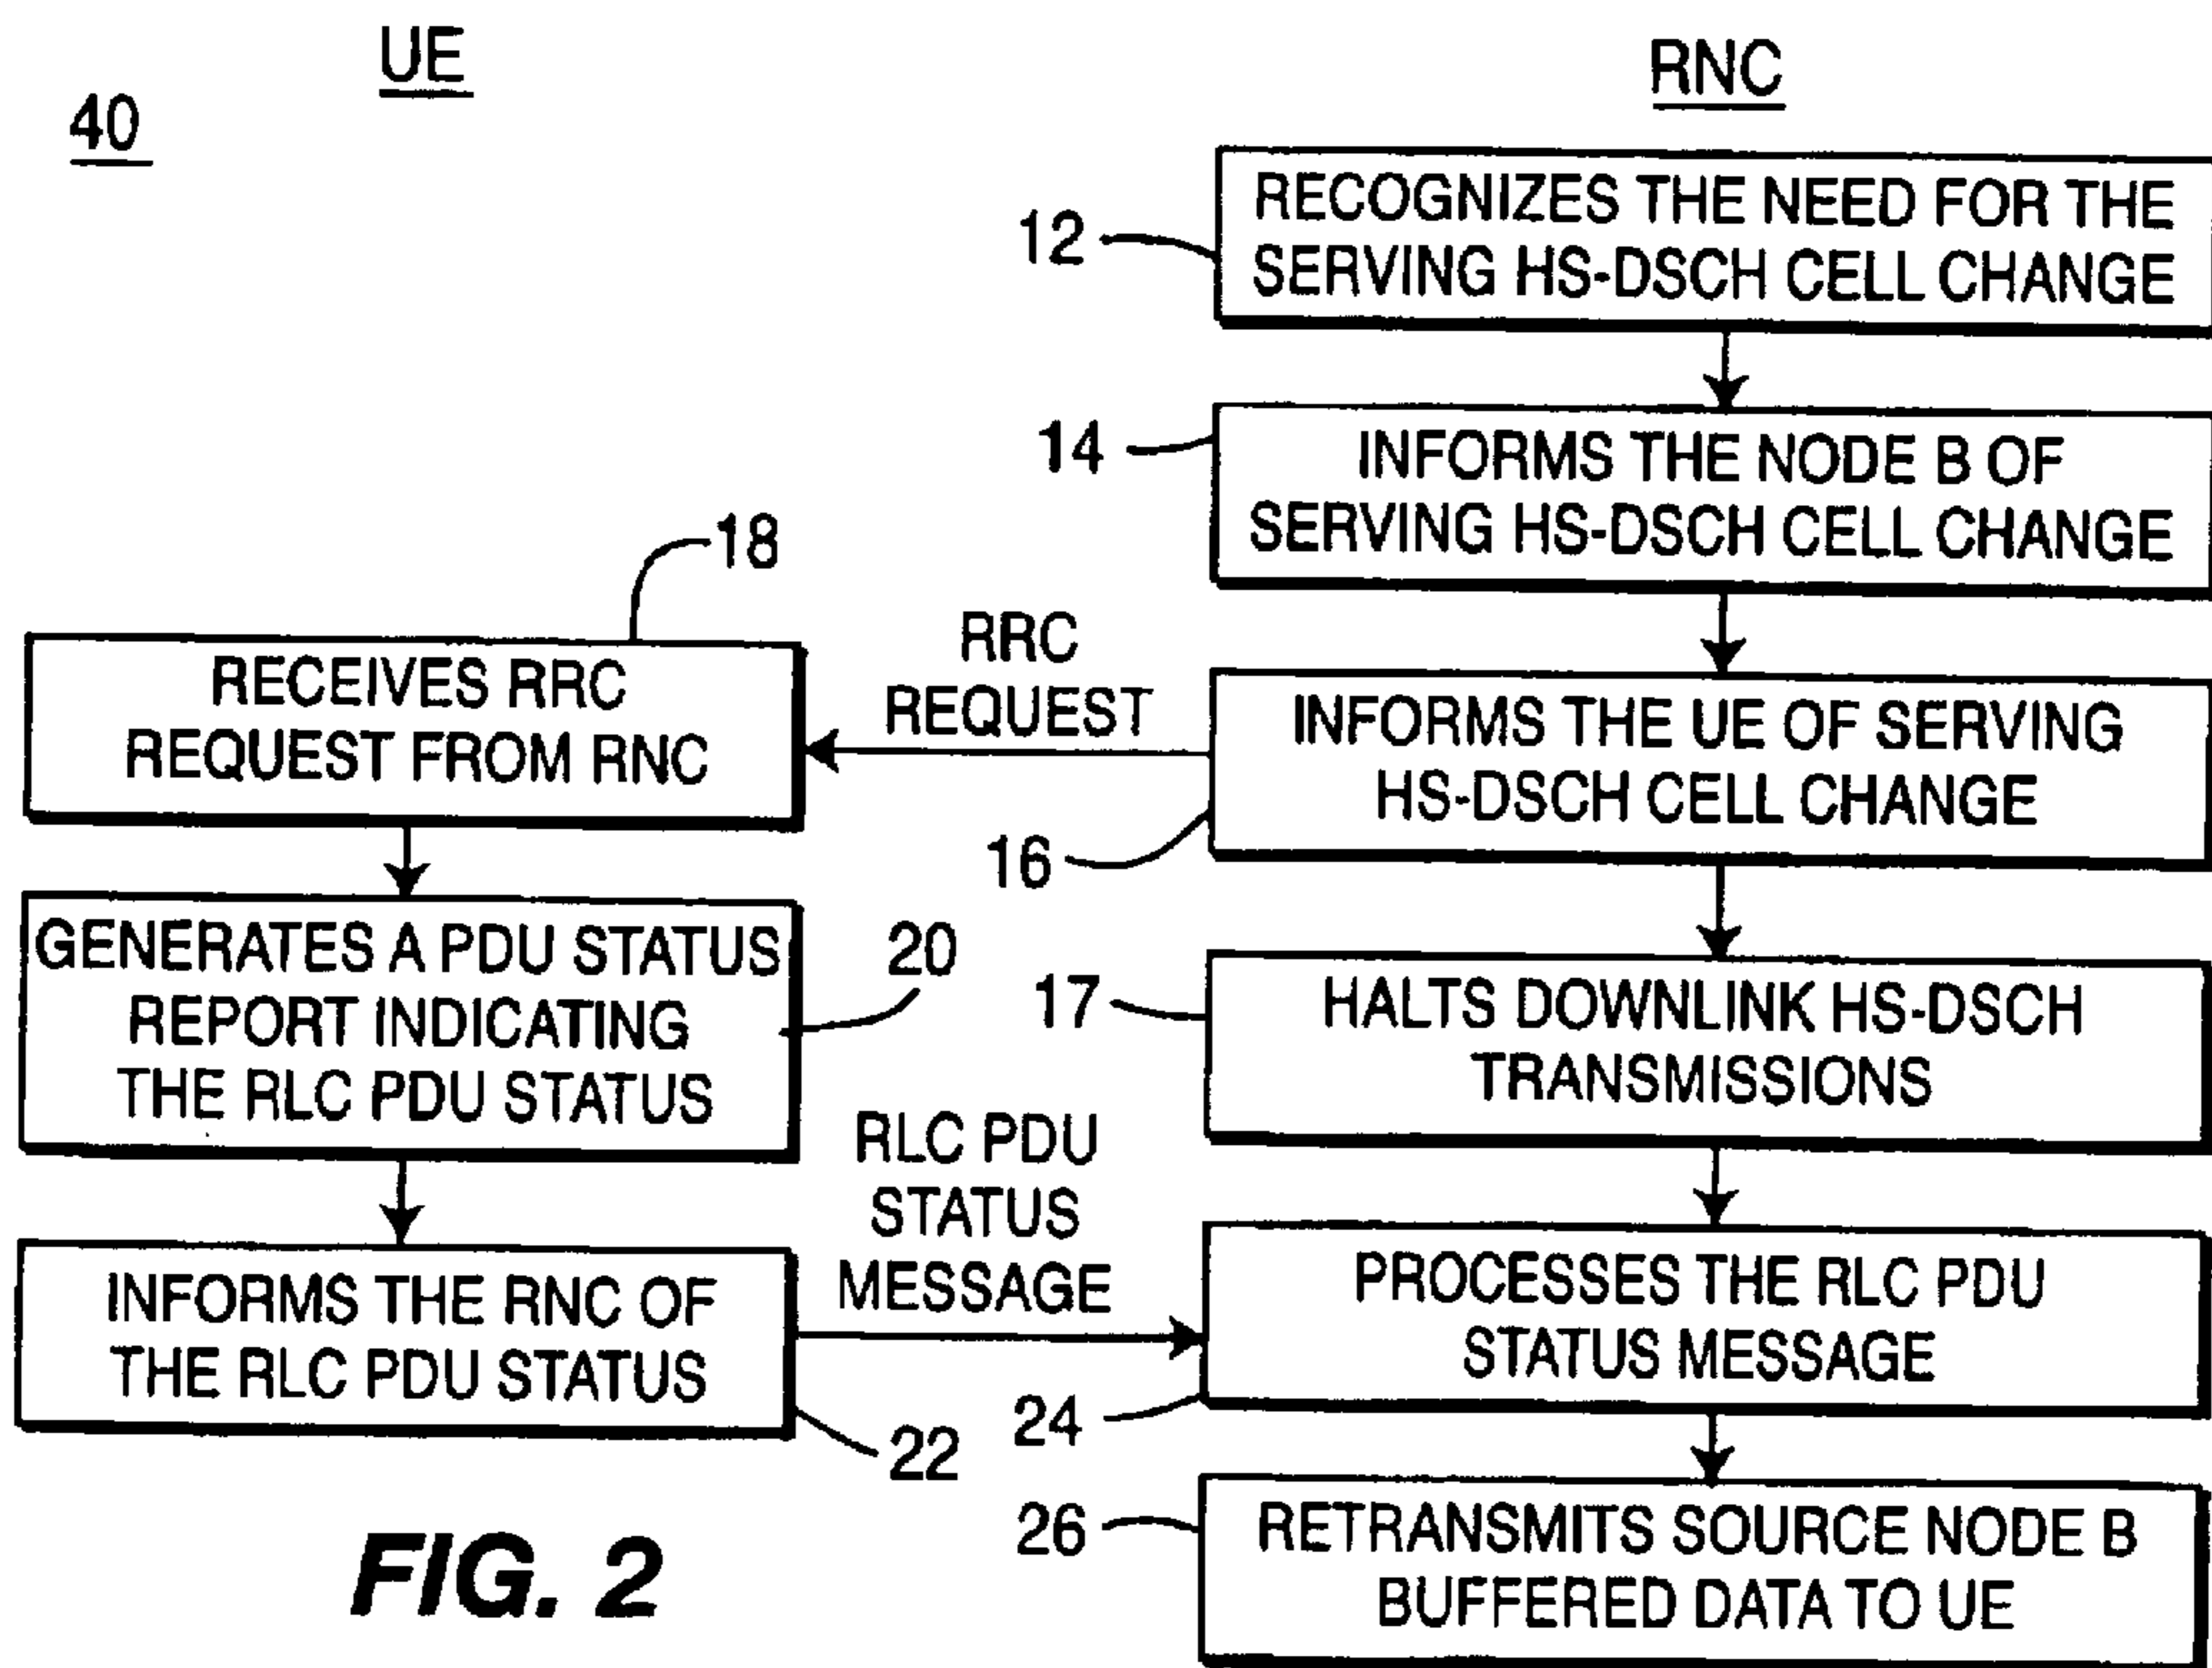 UE
RNC
40
12
RECOGNIZES THE NEED FOR THE
SERVING HS-DSCH CELL CHANGE
14
INFORMS THE NODE B OF
SERVING HS-DSCH CELL CHANGE
18
RECEIVES RRC
REQUEST FROM RNC
RRC
REQUEST
INFORMS THE UE OF SERVING
HS-DSCH CELL CHANGE
16
GENERATES A PDU STATUS
REPORT INDICATING
THE RLC PDU STATUS
20
17
HALTS DOWNLINK HS-DSCH
TRANSMISSIONS
RLC PDU
STATUS
MESSAGE
INFORMS THE RNC OF
THE RLC PDU STATUS
22
PROCESSES THE RLC PDU
STATUS MESSAGE
24
26
RETRANSMITS SOURCE NODE B
BUFFERED DATA TO UE
FIG. 2